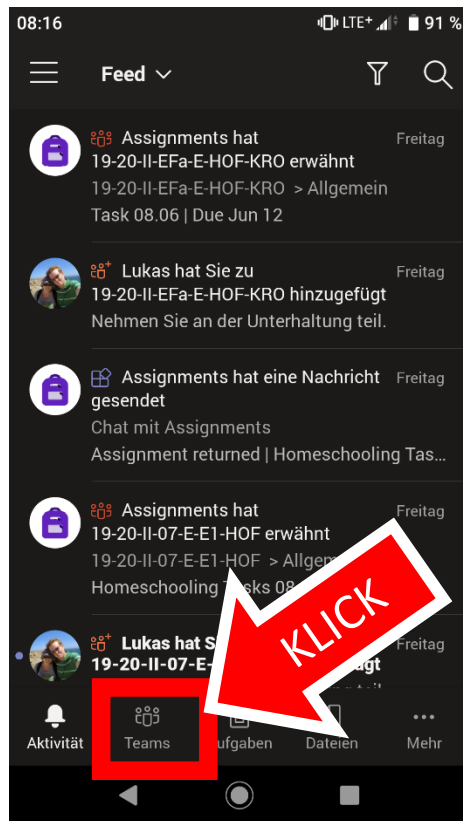 08:16 LTE+ 91 %
Feed
Assignments hat Freitag
19-20-II-EFa-E-HOF-KRO erwähnt
19-20-II-EFa-E-HOF-KRO > Allgemein
Task 08.06 | Due Jun 12
Lukas hat Sie zu Freitag
19-20-II-EFa-E-HOF-KRO hinzugefügt
Nehmen Sie an der Unterhaltung teil.
Assignments hat eine Nachricht Freitag
gesendet
Chat mit Assignments
Assignment returned | Homeschooling Tas...
Assignments hat Freitag
19-20-II-07-E-E1-HOF erwähnt
19-20-II-07-E-E1-HOF > Allgem
Homeschooling
KLICK
Lukas hat S Freitag
19-20-II-07-E-
Aktivität Teams ufgaben Dateien Mehr